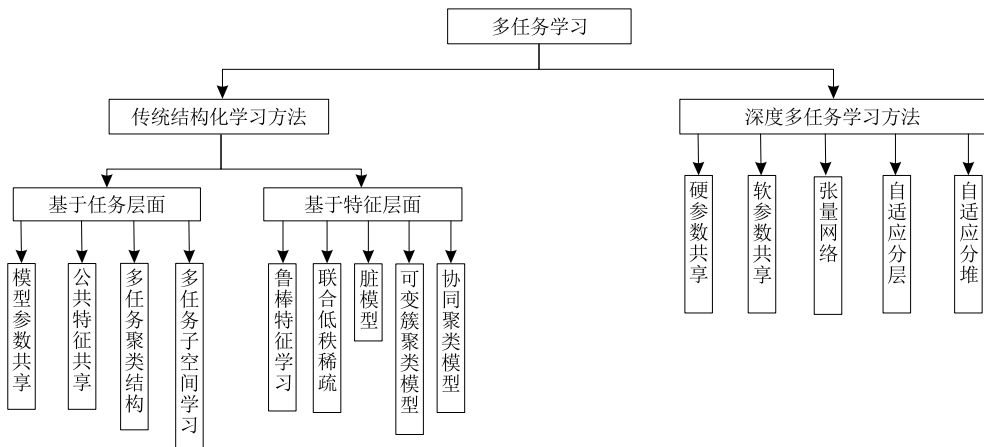 多任务学习
传统结构化学习方法
深度多任务学习方法
基于任务层面
基于特征层面
模型参数共享
公共特征共享
多任务聚类结构
多任务子空间学习
鲁棒特征学习
联合低秩稀疏
脏模型
可变簇聚类模型
协同聚类模型
硬参数共享
软参数共享
张量网络
自适应分层
自适应分堆